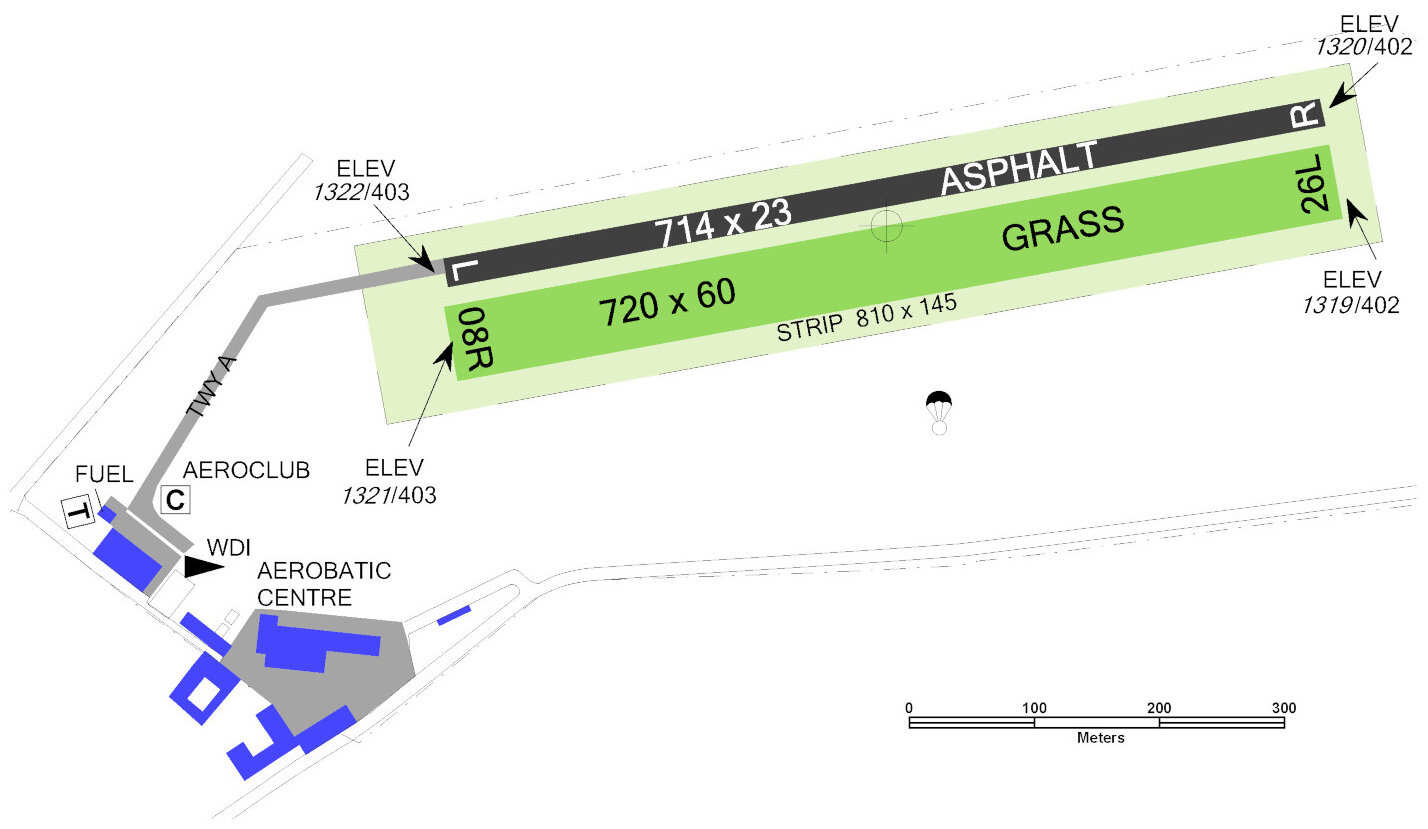 ELEV
1320/402
ELEV
1322/403
R
ASPHALT
L
714 x 23
26L
GRASS
720 x 60
STRIP 810 x 145
08R
ELEV
1319/402
TWY A
ELEV
1321/403
FUEL
AEROCLUB
T
C
WDI
AEROBATIC
CENTRE
0 100 200 300
Meters